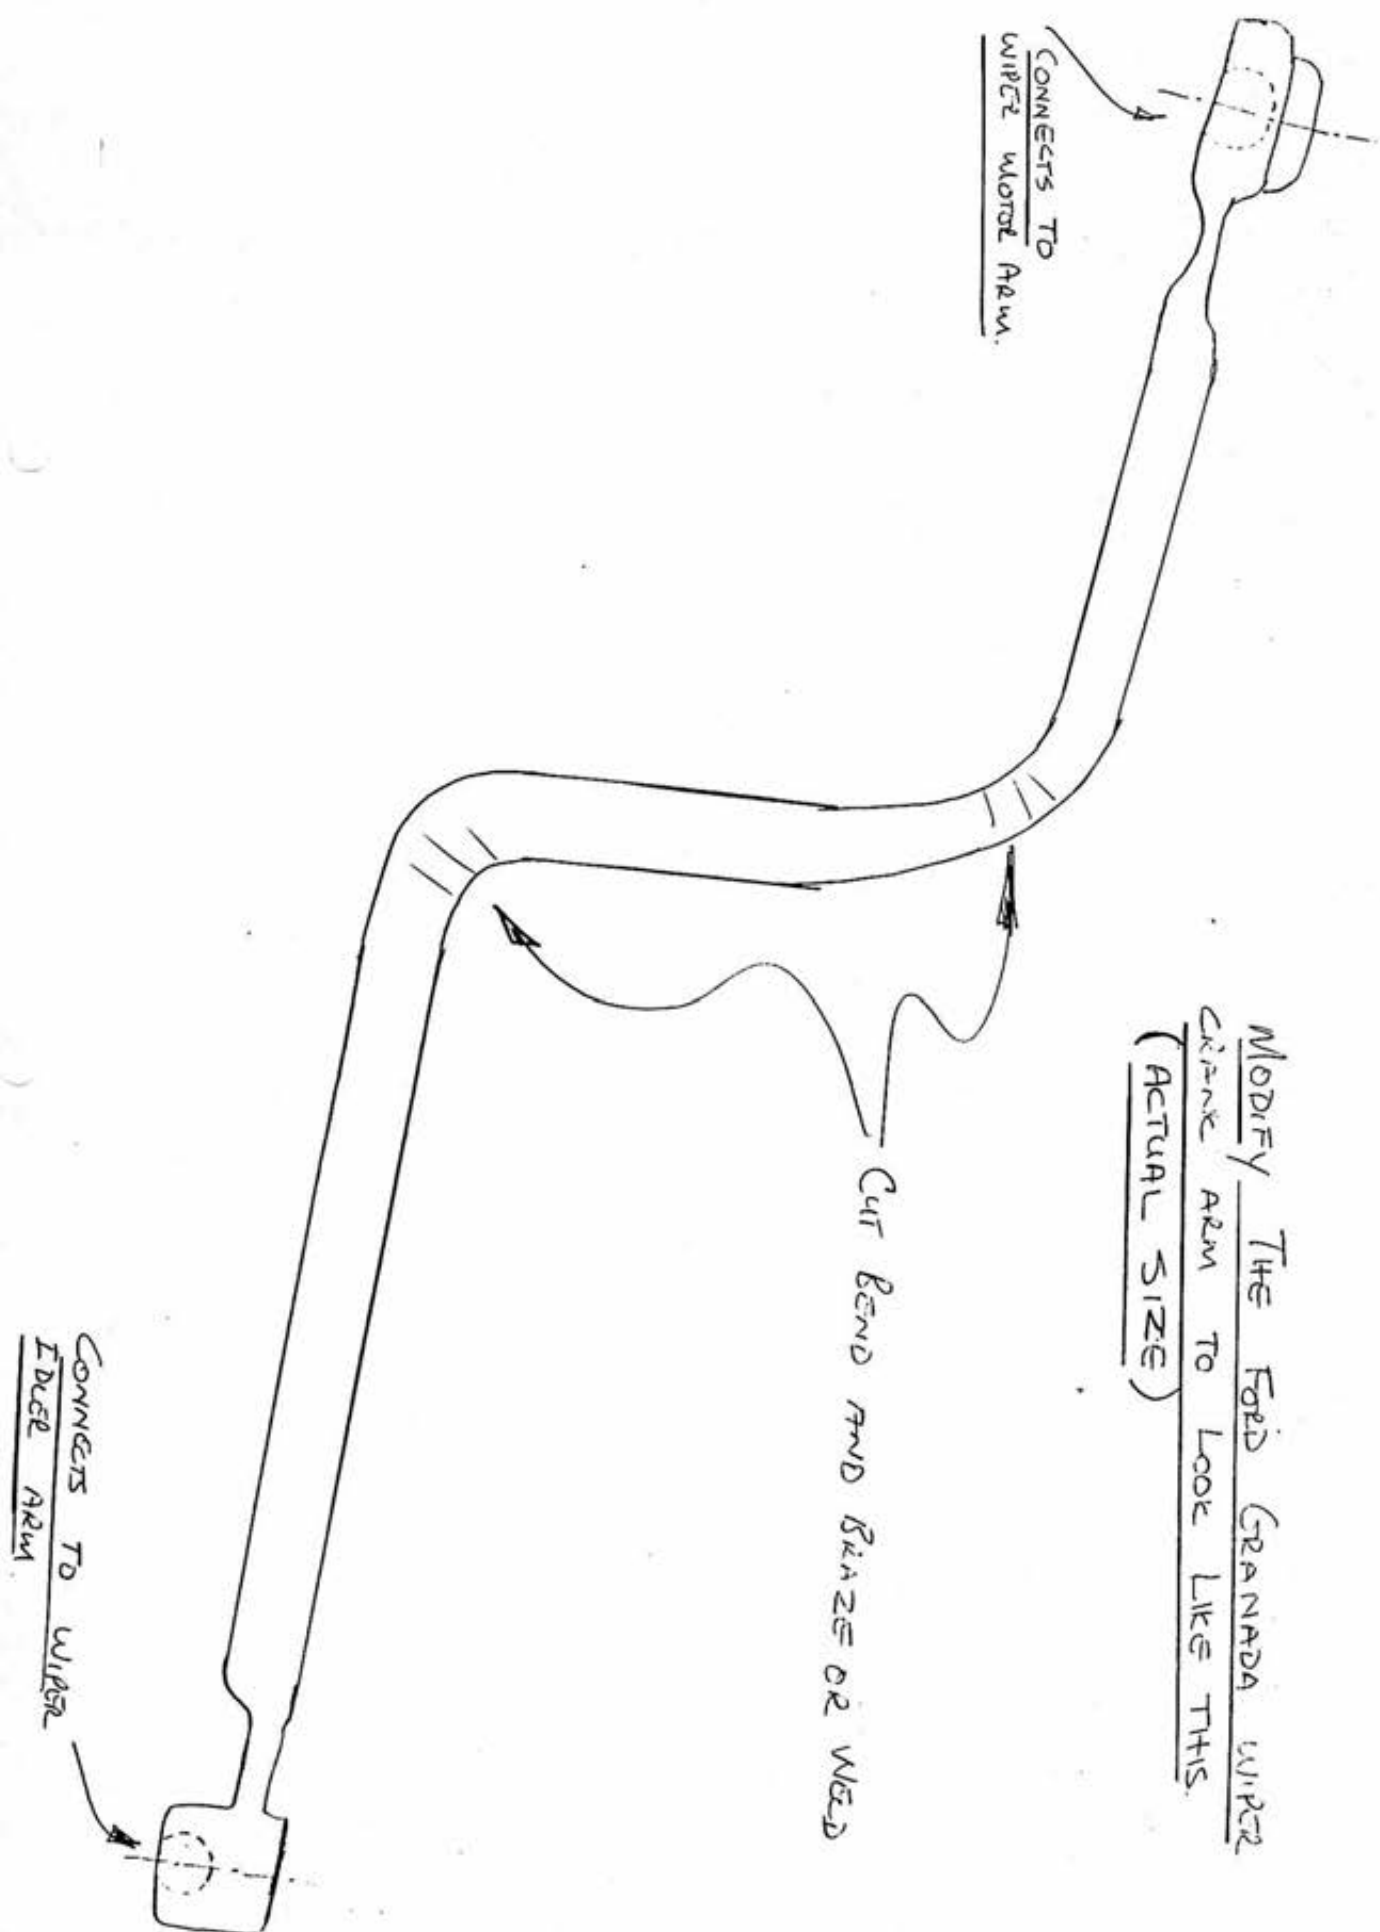 MODIFY THE FORD GRANADA WIPER
CRANK ARM TO LOOK LIKE THIS.
(ACTUAL SIZE)
CONNECTS TO
WIPER MOTOR ARM.
CUT BEND AND BRAZE OR WELD
CONNECTS TO WIPER
IDLER ARM